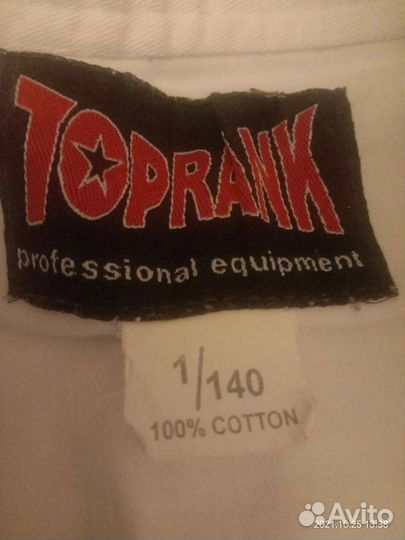 TOPRANK
professional equipment
1/140
100% COTTON
2021.10.25 13:38
Avito